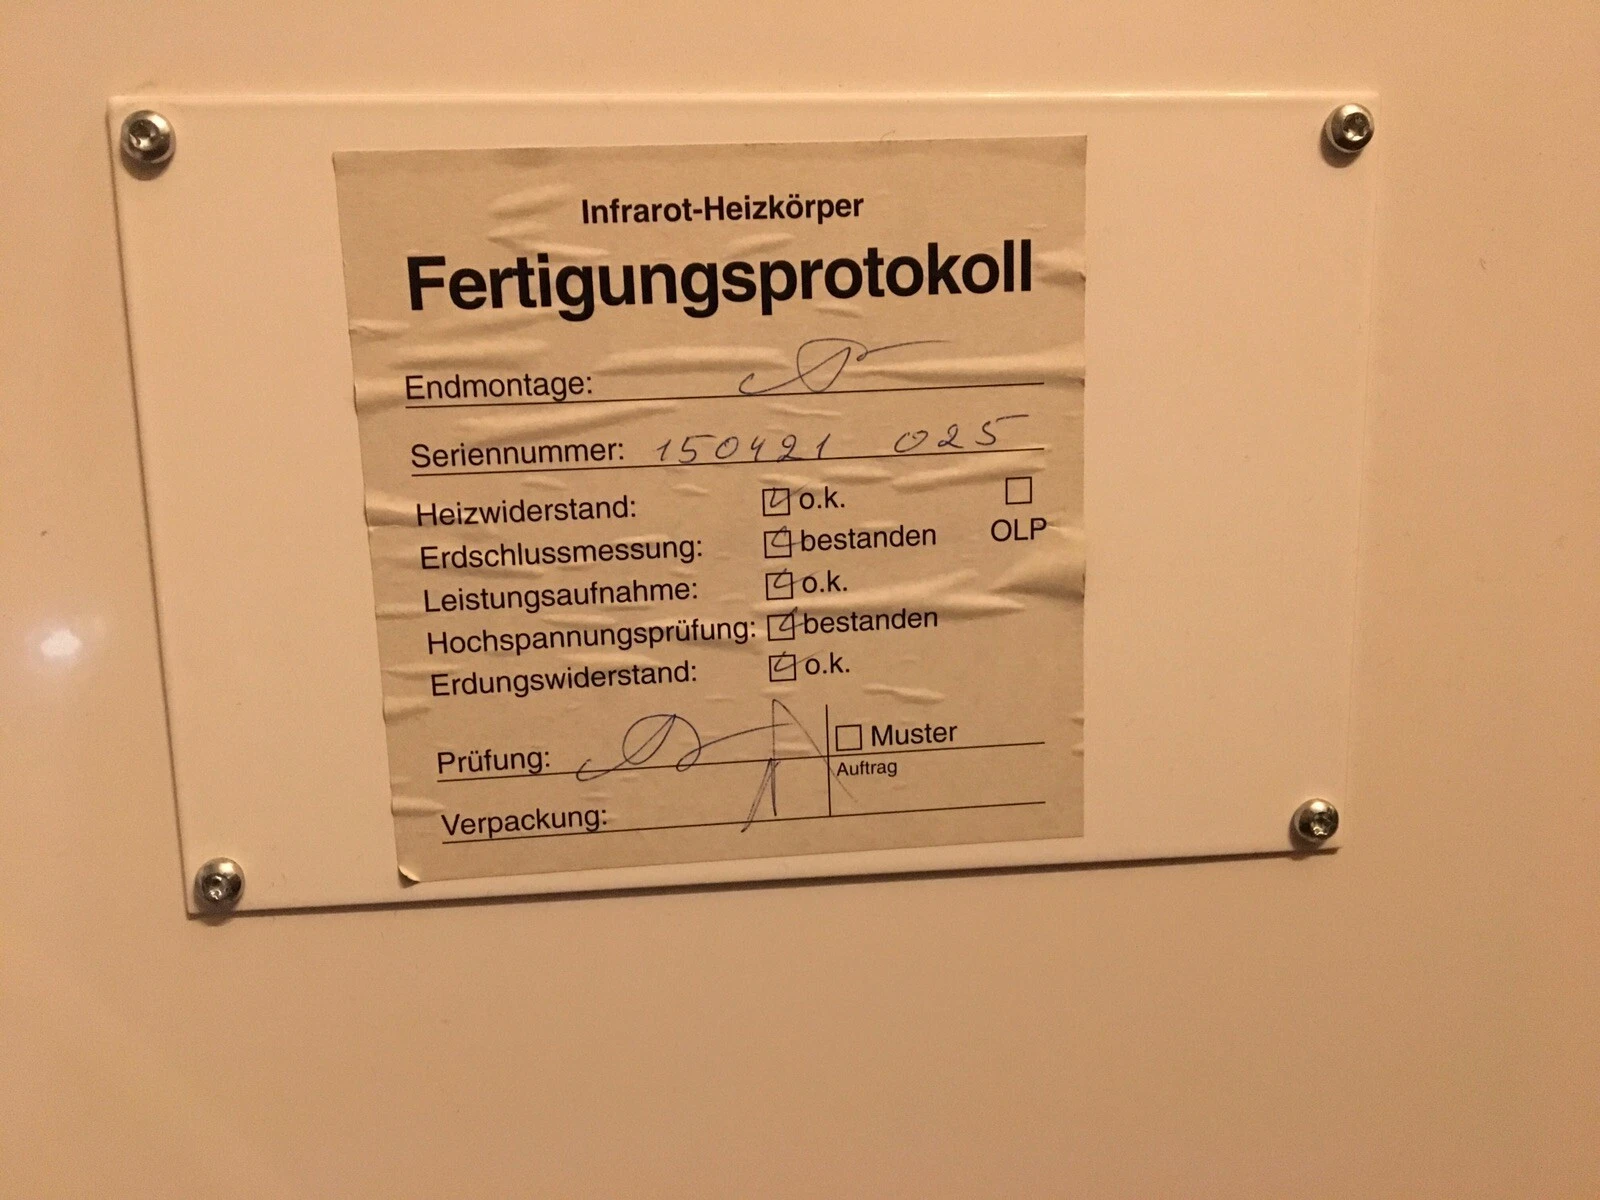 Infrarot-Heizkörper
Fertigungsprotokoll
Endmontage:
Seriennummer: 150421 025
Heizwiderstand: o.k.
Erdschlussmessung: bestanden OLP
Leistungsaufnahme: o.k.
Hochspannungsprüfung: bestanden
Erdungswiderstand: o.k.
Prüfung: Muster
Auftrag
Verpackung: